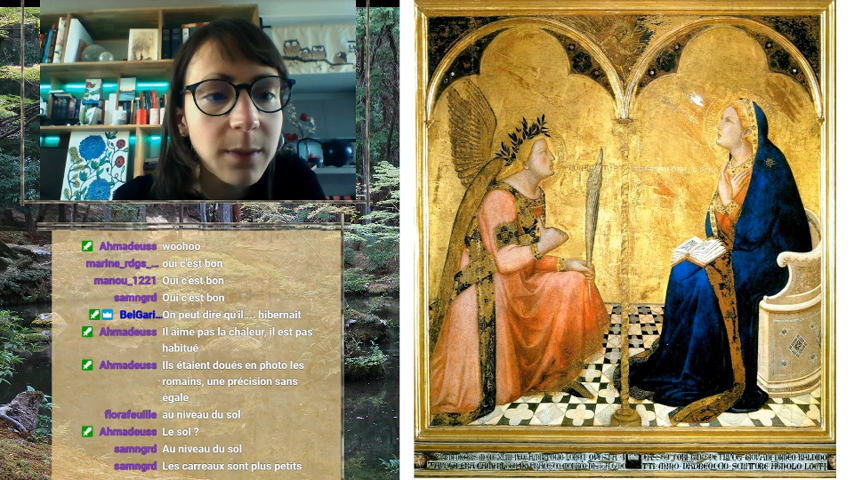 Ahmadeuss woohoo
marine_rdgs_... oui c'est bon
manou_1221 Oui c'est bon
samngrd Oui c'est bon
BelGari... On peut dire qu'il.... hibernait
Ahmadeuss Il aime pas la chaleur, il est pas
habitué
Ahmadeuss Ils étaient doués en photo les
romains, une précision sans
égale
florafeuille au niveau du sol
Ahmadeuss Le sol ?
samngrd Au niveau du sol
samngrd Les carreaux sont plus petits